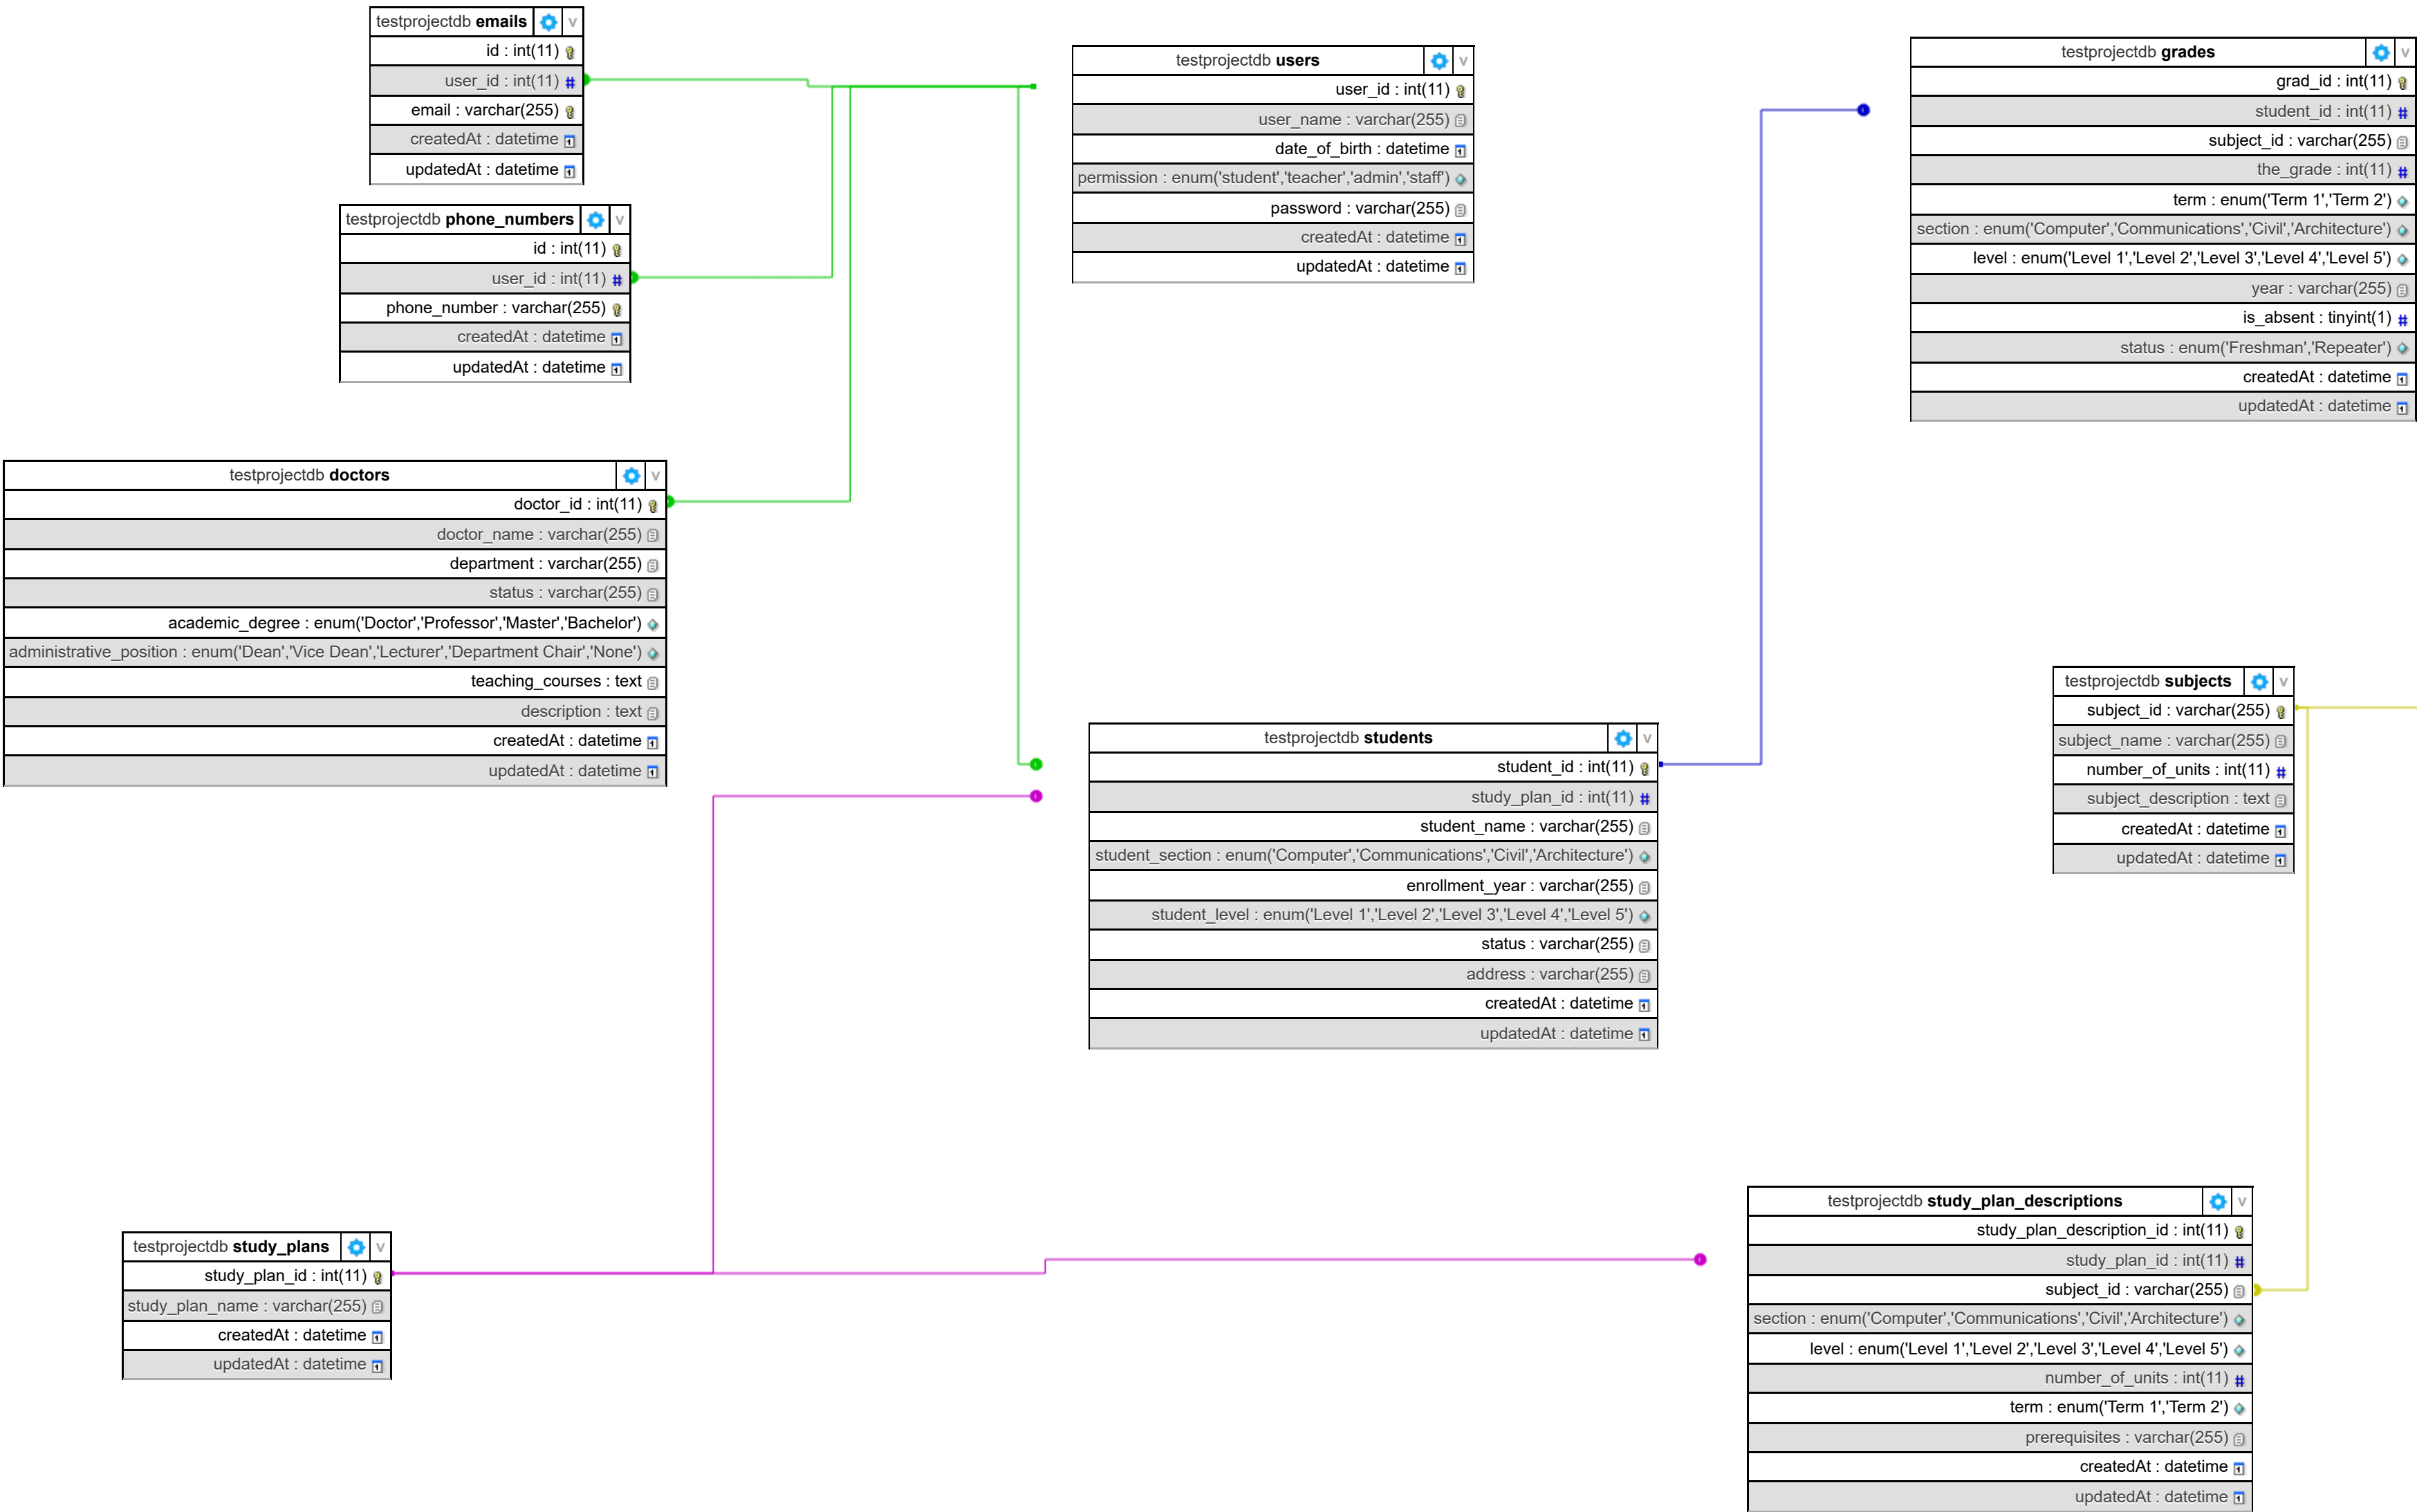 testprojectdb emails v
id : int(11)
user_id : int(11) #
email : varchar(255)
createdAt : datetime
updatedAt : datetime
testprojectdb phone_numbers v
id : int(11)
user_id : int(11) #
phone_number : varchar(255)
createdAt : datetime
updatedAt : datetime
testprojectdb users v
user_id : int(11)
user_name : varchar(255)
date_of_birth : datetime
permission : enum('student','teacher','admin','staff')
password : varchar(255)
createdAt : datetime
updatedAt : datetime
testprojectdb grades v
grad_id : int(11)
student_id : int(11) #
subject_id : varchar(255)
the_grade : int(11) #
term : enum('Term 1','Term 2')
section : enum('Computer','Communications','Civil','Architecture')
level : enum('Level 1','Level 2','Level 3','Level 4','Level 5')
year : varchar(255)
is_absent : tinyint(1) #
status : enum('Freshman','Repeater')
createdAt : datetime
updatedAt : datetime
testprojectdb doctors v
doctor_id : int(11)
doctor_name : varchar(255)
department : varchar(255)
status : varchar(255)
academic_degree : enum('Doctor','Professor','Master','Bachelor')
administrative_position : enum('Dean','Vice Dean','Lecturer','Department Chair','None')
teaching_courses : text
description : text
createdAt : datetime
updatedAt : datetime
testprojectdb students v
student_id : int(11)
study_plan_id : int(11) #
student_name : varchar(255)
student_section : enum('Computer','Communications','Civil','Architecture')
enrollment_year : varchar(255)
student_level : enum('Level 1','Level 2','Level 3','Level 4','Level 5')
status : varchar(255)
address : varchar(255)
createdAt : datetime
updatedAt : datetime
testprojectdb subjects v
subject_id : varchar(255)
subject_name : varchar(255)
number_of_units : int(11) #
subject_description : text
createdAt : datetime
updatedAt : datetime
testprojectdb study_plans v
study_plan_id : int(11)
study_plan_name : varchar(255)
createdAt : datetime
updatedAt : datetime
testprojectdb study_plan_descriptions v
study_plan_description_id : int(11)
study_plan_id : int(11) #
subject_id : varchar(255)
section : enum('Computer','Communications','Civil','Architecture')
level : enum('Level 1','Level 2','Level 3','Level 4','Level 5')
number_of_units : int(11) #
term : enum('Term 1','Term 2')
prerequisites : varchar(255)
createdAt : datetime
updatedAt : datetime